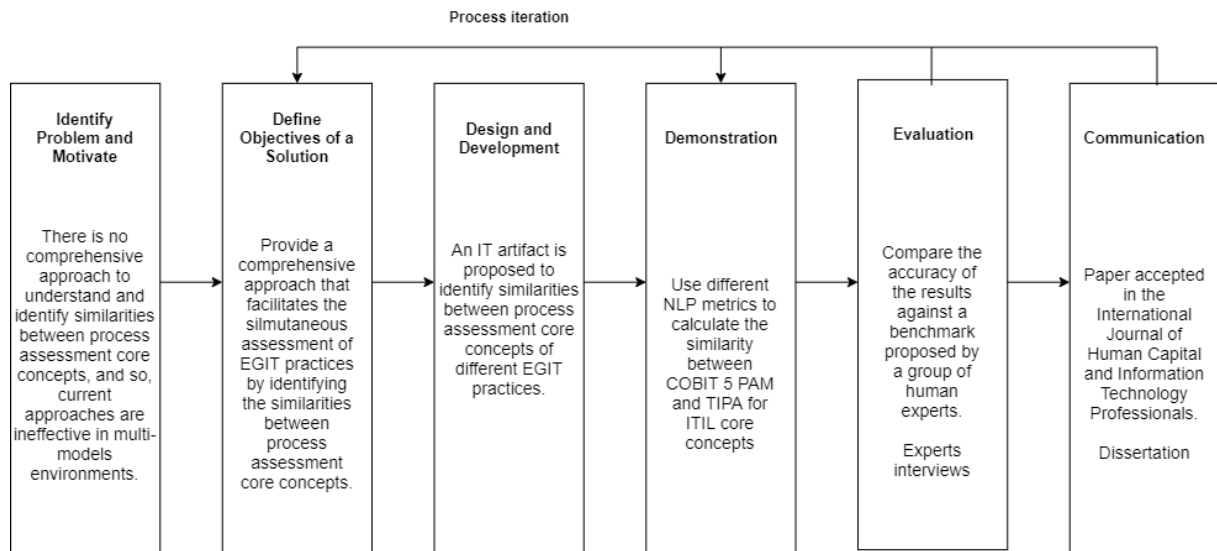 Process iteration
Identify
Problem and
Motivate
There is no
comprehensive
approach to
understand and
identify similarities
between process
assessment core
concepts, and so,
current
approaches are
ineffective in multi-
models
environments.
Define
Objectives of a
Solution
Provide a
comprehensive
approach that
facilitates the
silmutaneous
assessment of
EGIT practices
by identifying
the similarities
between
process
assessment
core concepts.
Design and
Development
An IT artifact is
proposed to
identify similarities
between process
assessment core
concepts of
different EGIT
practices.
Demonstration
Use different
NLP metrics to
calculate the
similarity
between
COBIT 5 PAM
and TIPA for
ITIL core
concepts
Evaluation
Compare the
accuracy of
the results
against a
benchmark
proposed by
a group of
human
experts.
Experts
interviews
Communication
Paper accepted
in the
International
Journal of
Human Capital
and Information
Technology
Professionals.
Dissertation